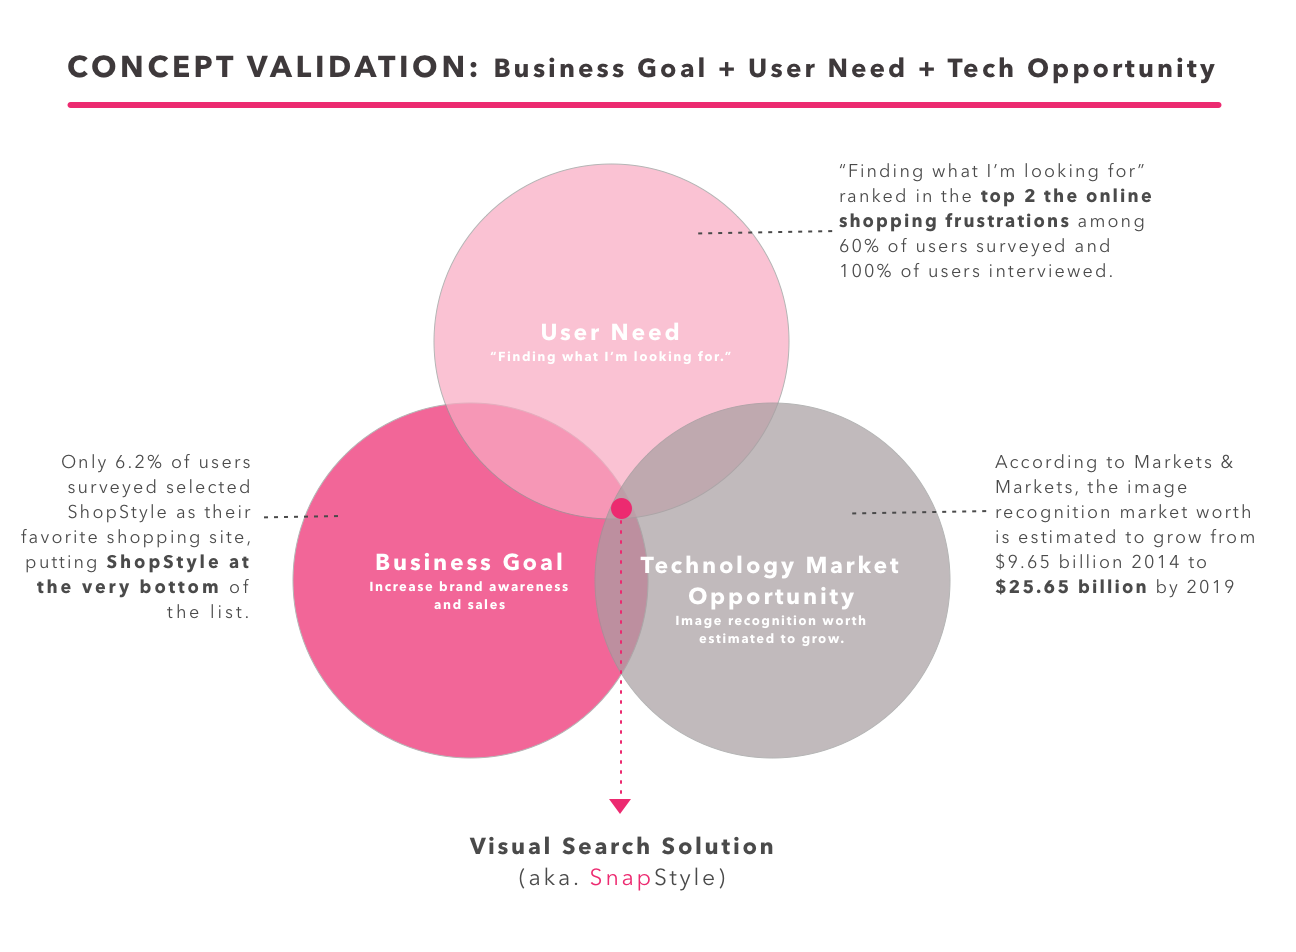 CONCEPT VALIDATION: Business Goal + User Need + Tech Opportunity
“Finding what I’m looking for”
ranked in the top 2 the online
shopping frustrations among
60% of users surveyed and
100% of users interviewed.
User Need
“Finding what I’m looking for.”
Only 6.2% of users
surveyed selected
ShopStyle as their
favorite shopping site,
putting ShopStyle at
the very bottom of
the list.
Business Goal
Increase brand awareness
and sales
Technology Market
Opportunity
Image recognition worth
estimated to grow.
According to Markets &
Markets, the image
recognition market worth
is estimated to grow from
$9.65 billion 2014 to
$25.65 billion by 2019
Visual Search Solution
(aka. SnapStyle)